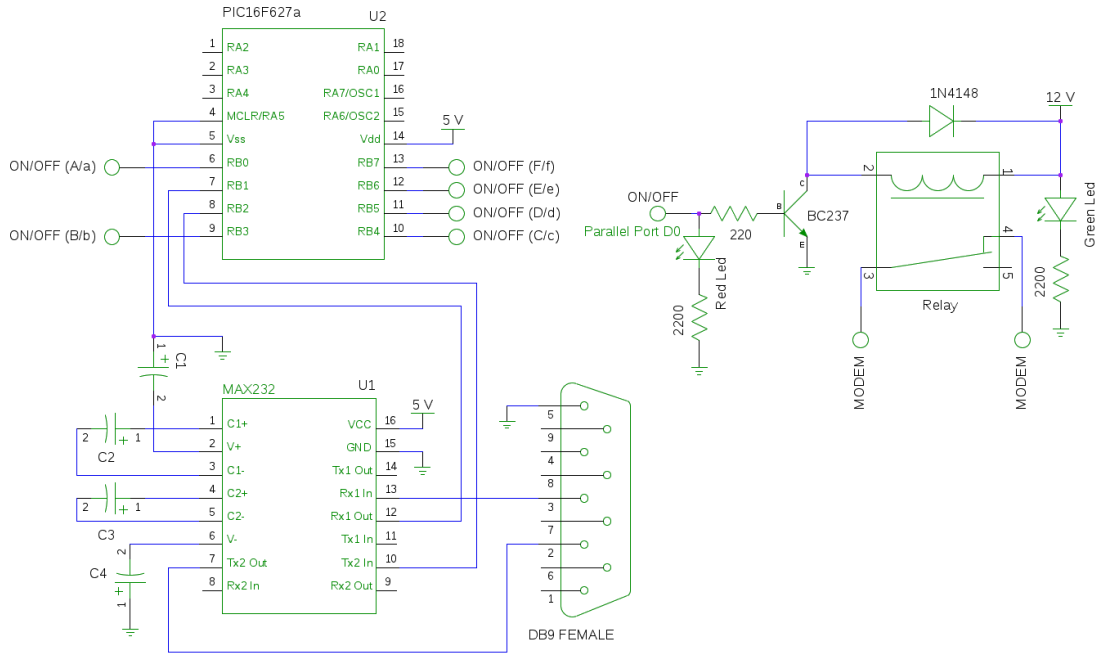 PIC16F627a
U2
1 RA2 RA1 18
2 RA3 RA0 17
3 RA4 RA7/OSC1 16
4 MCLR/RA5 RA6/OSC2 15
5 Vss Vdd 14
5 V
ON/OFF (A/a) 6 RB0 RB7 13 ON/OFF (F/f)
7 RB1 RB6 12 ON/OFF (E/e)
8 RB2 RB5 11 ON/OFF (D/d)
ON/OFF (B/b) 9 RB3 RB4 10 ON/OFF (C/c)
1
+
C1
2
MAX232
U1
5 V
1 C1+ VCC 16
2 V+ GND 15
3 C1- Tx1 Out 14
4 C2+ Rx1 In 13
5 C2- Rx1 Out 12
6 V- Tx1 In 11
7 Tx2 Out Tx2 In 10
8 Rx2 In Rx2 Out 9
2 + 1
C2
2 + 1
C3
2
C4
+
1
5
9
4
8
3
7
2
6
1
DB9 FEMALE
1N4148
12 V
2
1
C
B
E
BC237
ON/OFF
Parallel Port D0
220
Red Led
2200
3
4
5
Relay
Green Led
2200
MODEM
MODEM